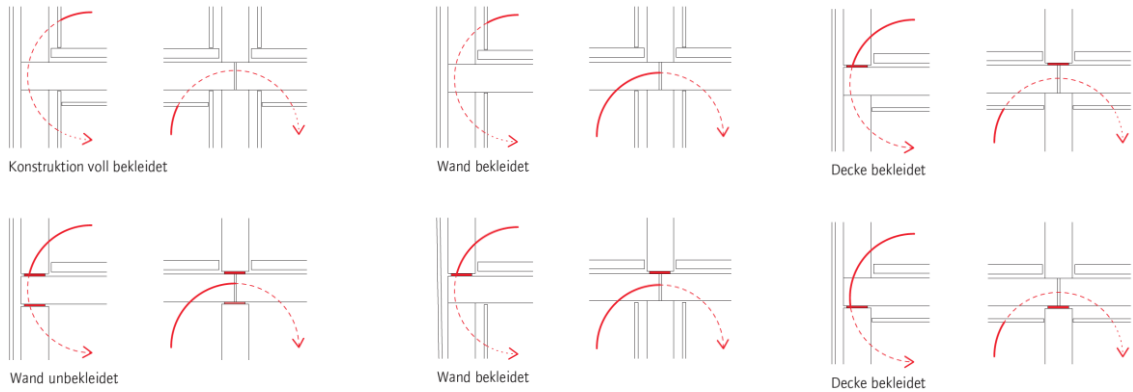 Konstruktion voll bekleidet
Wand bekleidet
Decke bekleidet
Wand unbekleidet
Wand bekleidet
Decke bekleidet